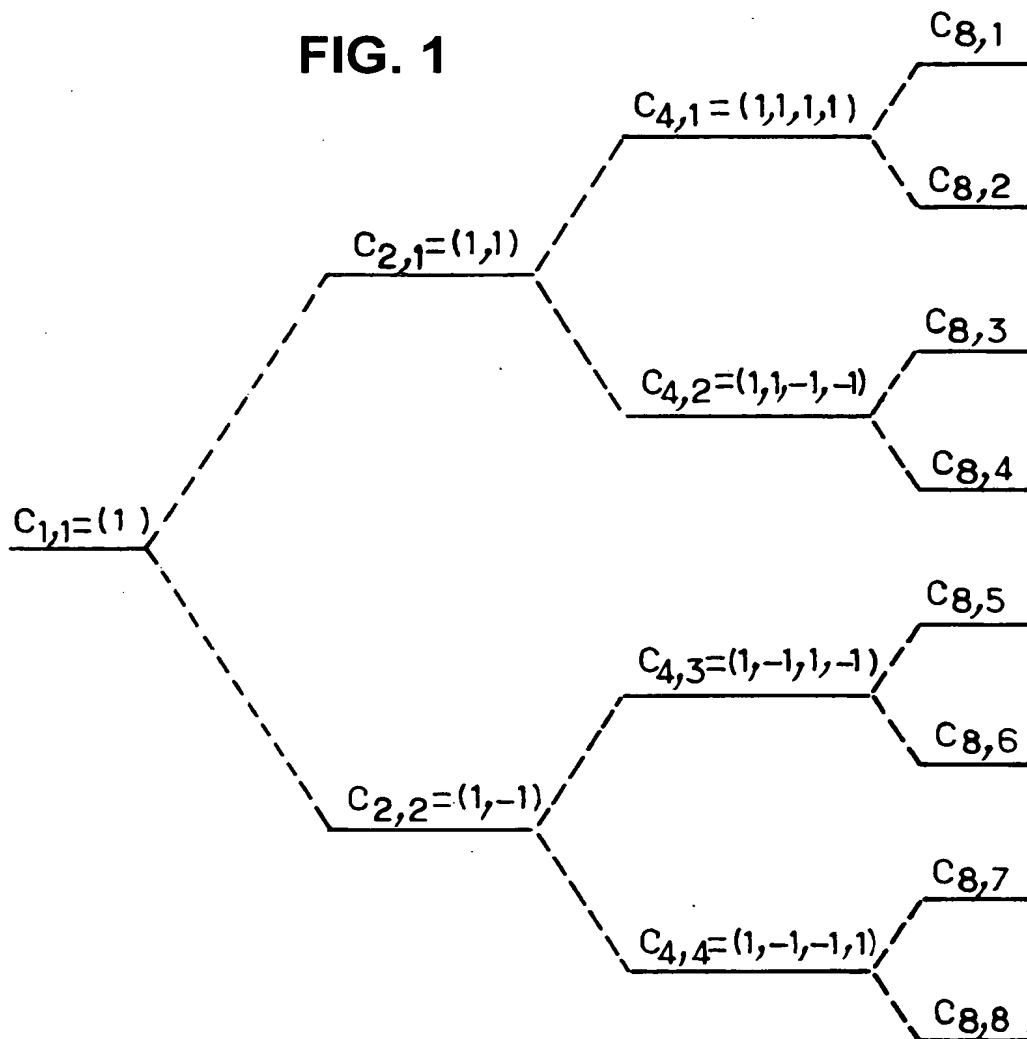 FIG. 1
C8,1
C4,1=(1,1,1,1)
C8,2
C2,1=(1,1)
C8,3
C4,2=(1,1,-1,-1)
C8,4
C1,1=(1)
C8,5
C4,3=(1,-1,1,-1)
C8,6
C2,2=(1,-1)
C8,7
C4,4=(1,-1,-1,1)
C8,8